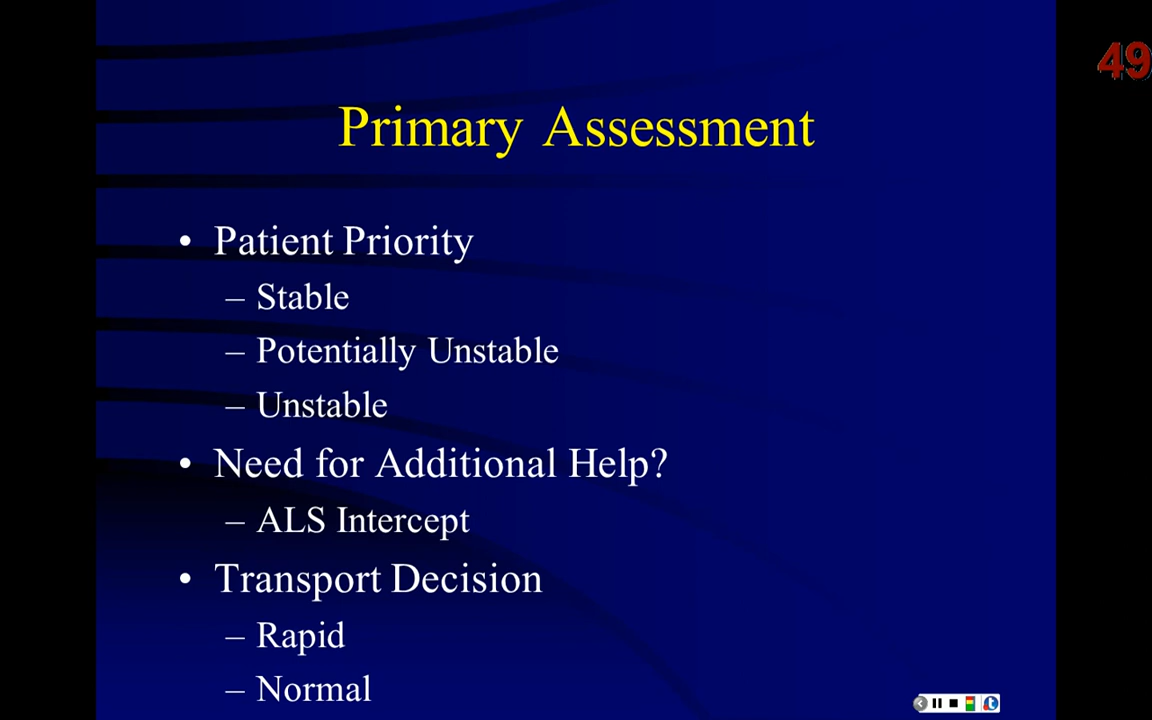 49
Primary Assessment
• Patient Priority
– Stable
– Potentially Unstable
– Unstable
• Need for Additional Help?
– ALS Intercept
• Transport Decision
– Rapid
– Normal